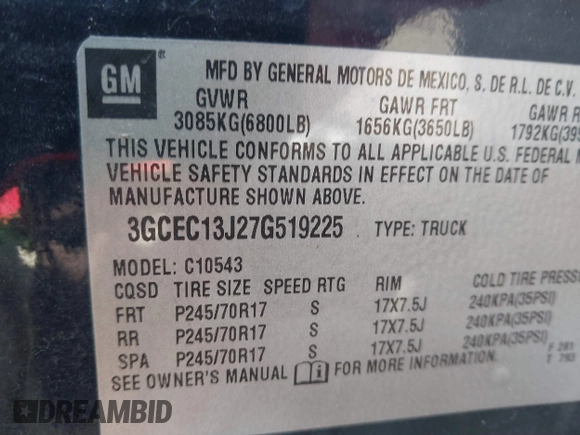 GM
MFD BY GENERAL MOTORS DE MEXICO, S. DE R.L. DE C.V.
GVWR GAWR FRT GAWR R
3085KG(6800LB) 1656KG(3650LB) 1792KG(39
THIS VEHICLE CONFORMS TO ALL APPLICABLE U.S. FEDERAL M
VEHICLE SAFETY STANDARDS IN EFFECT ON THE DATE OF
MANUFACTURE SHOWN ABOVE.
3GCEC13J27G519225 TYPE: TRUCK
MODEL: C10543
CQSD TIRE SIZE SPEED RTG RIM COLD TIRE PRESS
FRT P245/70R17 S 17X7.5J 240KPA(35PSI)
RR P245/70R17 S 17X7.5J 240KPA(35PSI)
SPA P245/70R17 S 17X7.5J 240KPA(35PSI)
SEE OWNER'S MANUAL i FOR MORE INFORMATION.
DREAMBID